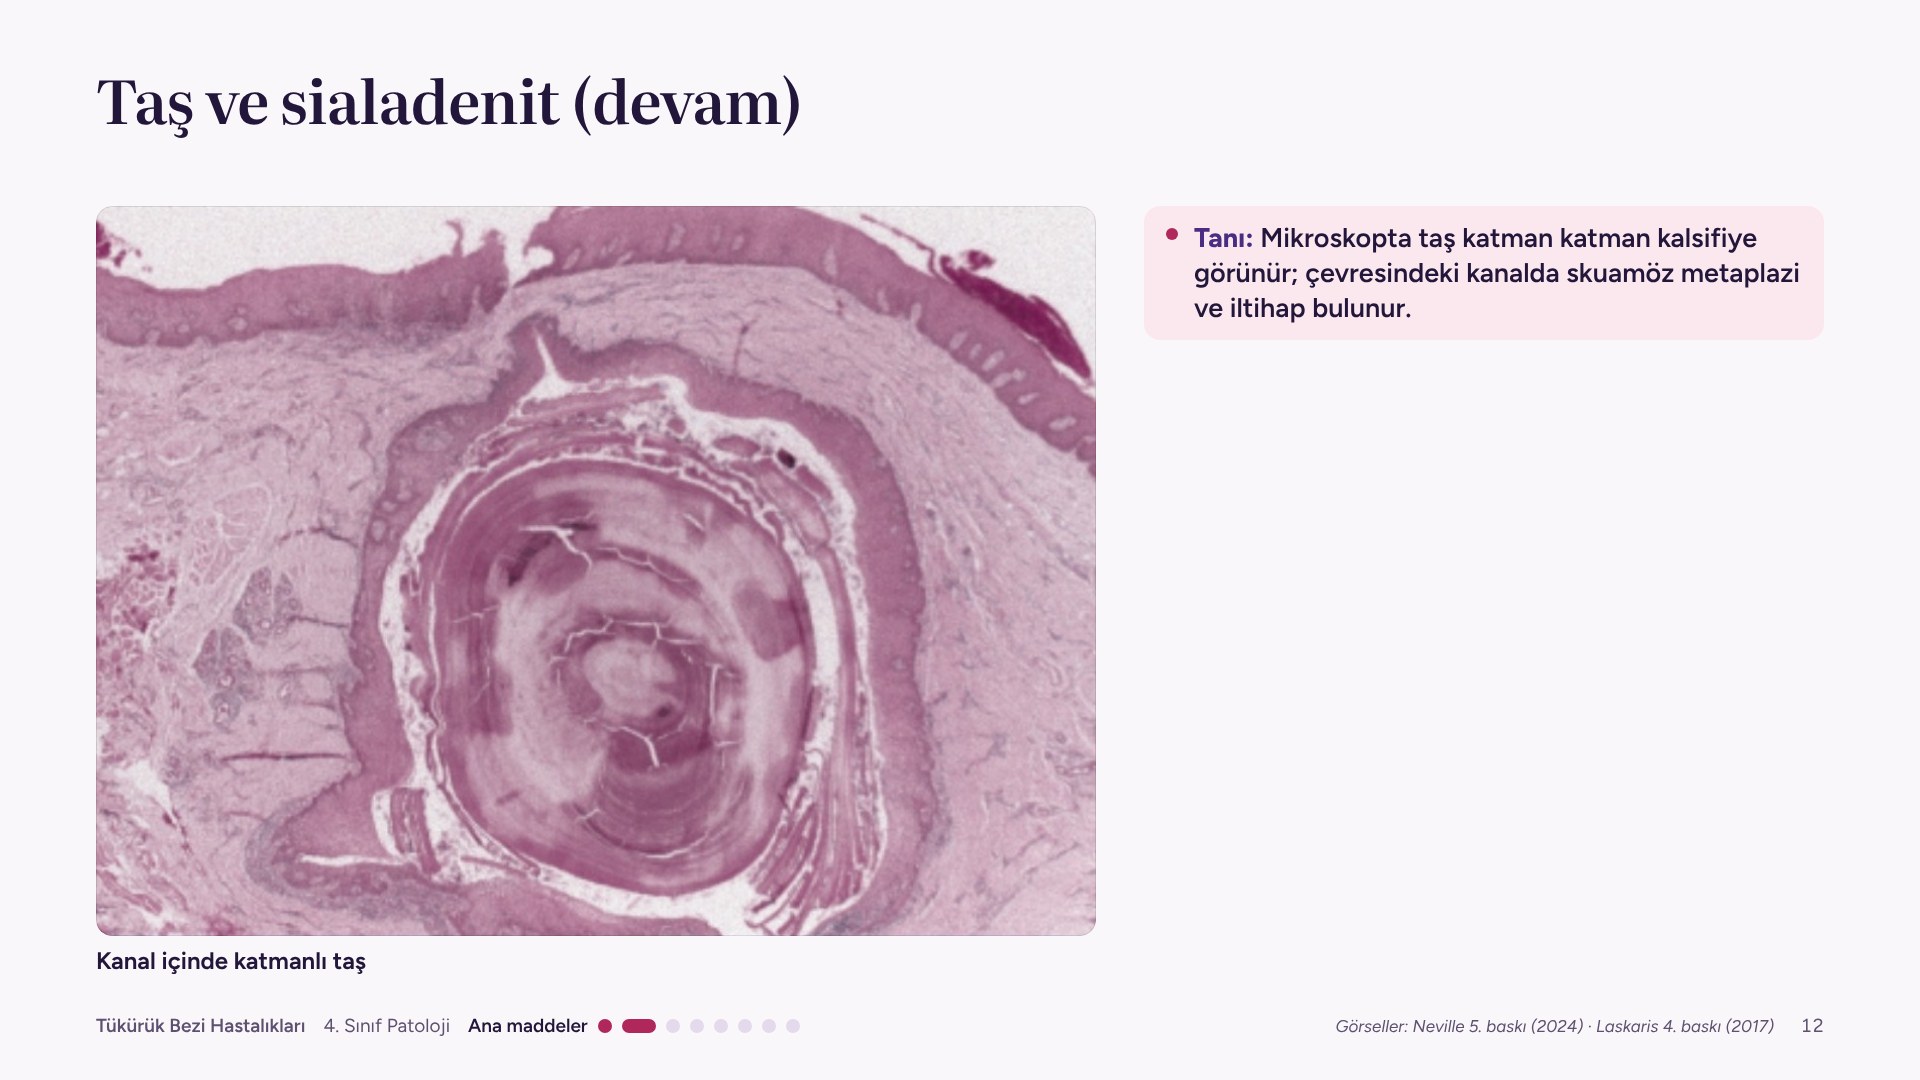 Taş ve sialadenit (devam)
Tanı: Mikroskopta taş katman katman kalsifiye
görünür; çevresindeki kanalda skuamöz metaplazi
ve iltihap bulunur.
Kanal içinde katmanlı taş
Tükürük Bezi Hastalıkları 4. Sınıf Patoloji Ana maddeler
Görseller: Neville 5. baskı (2024) · Laskaris 4. baskı (2017) 12